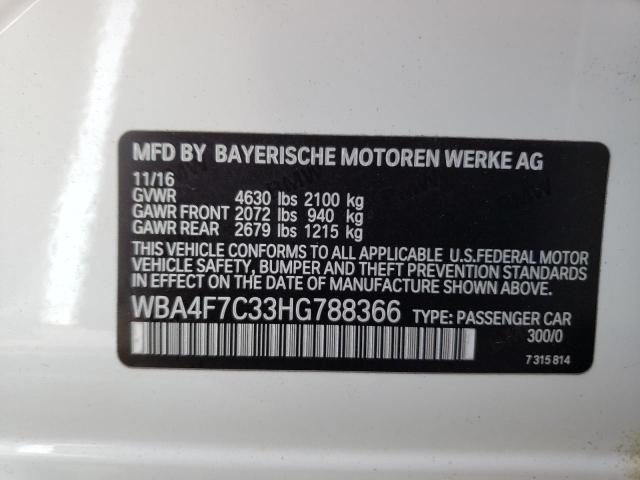 MFD BY BAYERISCHE MOTOREN WERKE AG
11/16
GVWR 4630 lbs 2100 kg
GAWR FRONT 2072 lbs 940 kg
GAWR REAR 2679 lbs 1215 kg
THIS VEHICLE CONFORMS TO ALL APPLICABLE U.S.FEDERAL MOTOR
VEHICLE SAFETY, BUMPER AND THEFT PREVENTION STANDARDS
IN EFFECT ON THE DATE OF MANUFACTURE SHOWN ABOVE.
WBA4F7C33HG788366 TYPE: PASSENGER CAR
300/0
7 315 814